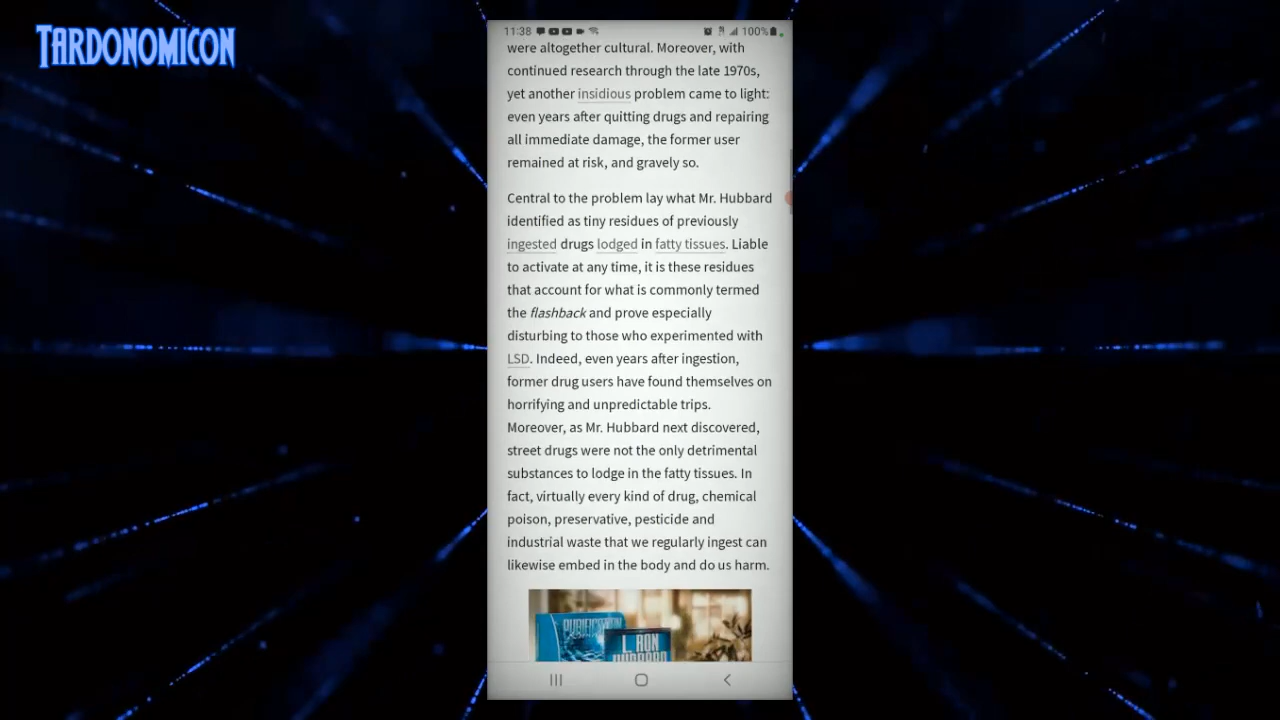 TARDONOMICON
11:38
100%
were altogether cultural. Moreover, with
continued research through the late 1970s,
yet another insidious problem came to light:
even years after quitting drugs and repairing
all immediate damage, the former user
remained at risk, and gravely so.
Central to the problem lay what Mr. Hubbard
identified as tiny residues of previously
ingested drugs lodged in fatty tissues. Liable
to activate at any time, it is these residues
that account for what is commonly termed
the flashback and prove especially
disturbing to those who experimented with
LSD. Indeed, even years after ingestion,
former drug users have found themselves on
horrifying and unpredictable trips.
Moreover, as Mr. Hubbard next discovered,
street drugs were not the only detrimental
substances to lodge in the fatty tissues. In
fact, virtually every kind of drug, chemical
poison, preservative, pesticide and
industrial waste that we regularly ingest can
likewise embed in the body and do us harm.
PURIFICATION
L. RON
HUBBARD